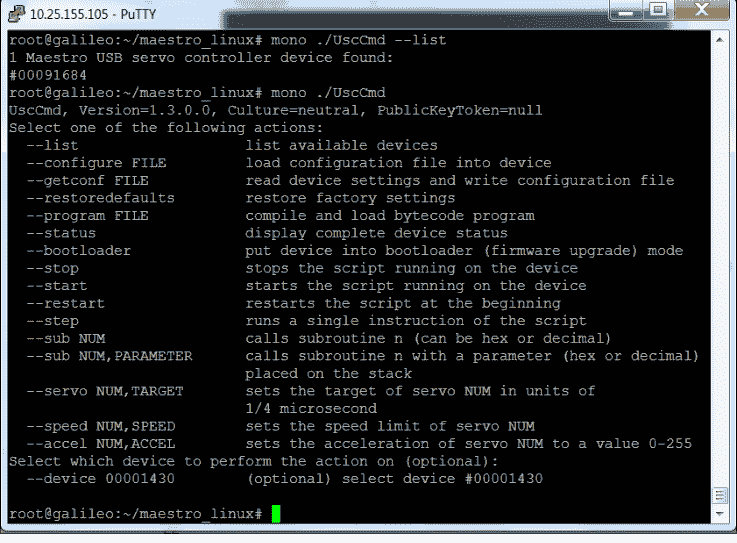 10.25.155.105 - PuTTY
root@galileo:~/maestro_linux# mono ./UscCmd --list
1 Maestro USB servo controller device found:
#00091684
root@galileo:~/maestro_linux# mono ./UscCmd
UscCmd, Version=1.3.0.0, Culture=neutral, PublicKeyToken=null
Select one of the following actions:
--list list available devices
--configure FILE load configuration file into device
--getconf FILE read device settings and write configuration file
--restoredefaults restore factory settings
--program FILE compile and load bytecode program
--status display complete device status
--bootloader put device into bootloader (firmware upgrade) mode
--stop stops the script running on the device
--start starts the script running on the device
--restart restarts the script at the beginning
--step runs a single instruction of the script
--sub NUM calls subroutine n (can be hex or decimal)
--sub NUM,PARAMETER calls subroutine n with a parameter (hex or decimal)
placed on the stack
--servo NUM,TARGET sets the target of servo NUM in units of
1/4 microsecond
--speed NUM,SPEED sets the speed limit of servo NUM
--accel NUM,ACCEL sets the acceleration of servo NUM to a value 0-255
Select which device to perform the action on (optional):
--device 00001430 (optional) select device #00001430
root@galileo:~/maestro_linux#